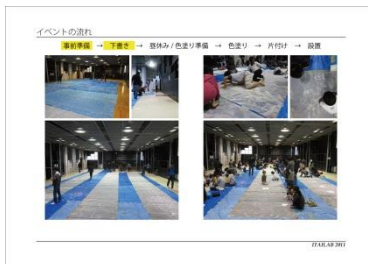 イベントの流れ
事前準備 → 下書き → 昼休み / 色塗り準備 → 色塗り → 片付け → 設置
ITAILAB 2011